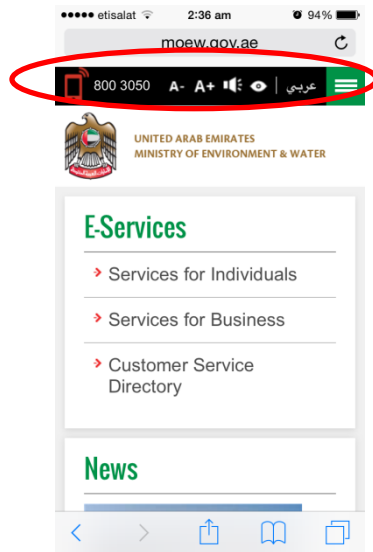 etisalat 2:36 am 94%
moew.gov.ae
800 3050 A- A+ عربي
UNITED ARAB EMIRATES
MINISTRY OF ENVIRONMENT & WATER
E-Services
Services for Individuals
Services for Business
Customer Service
Directory
News